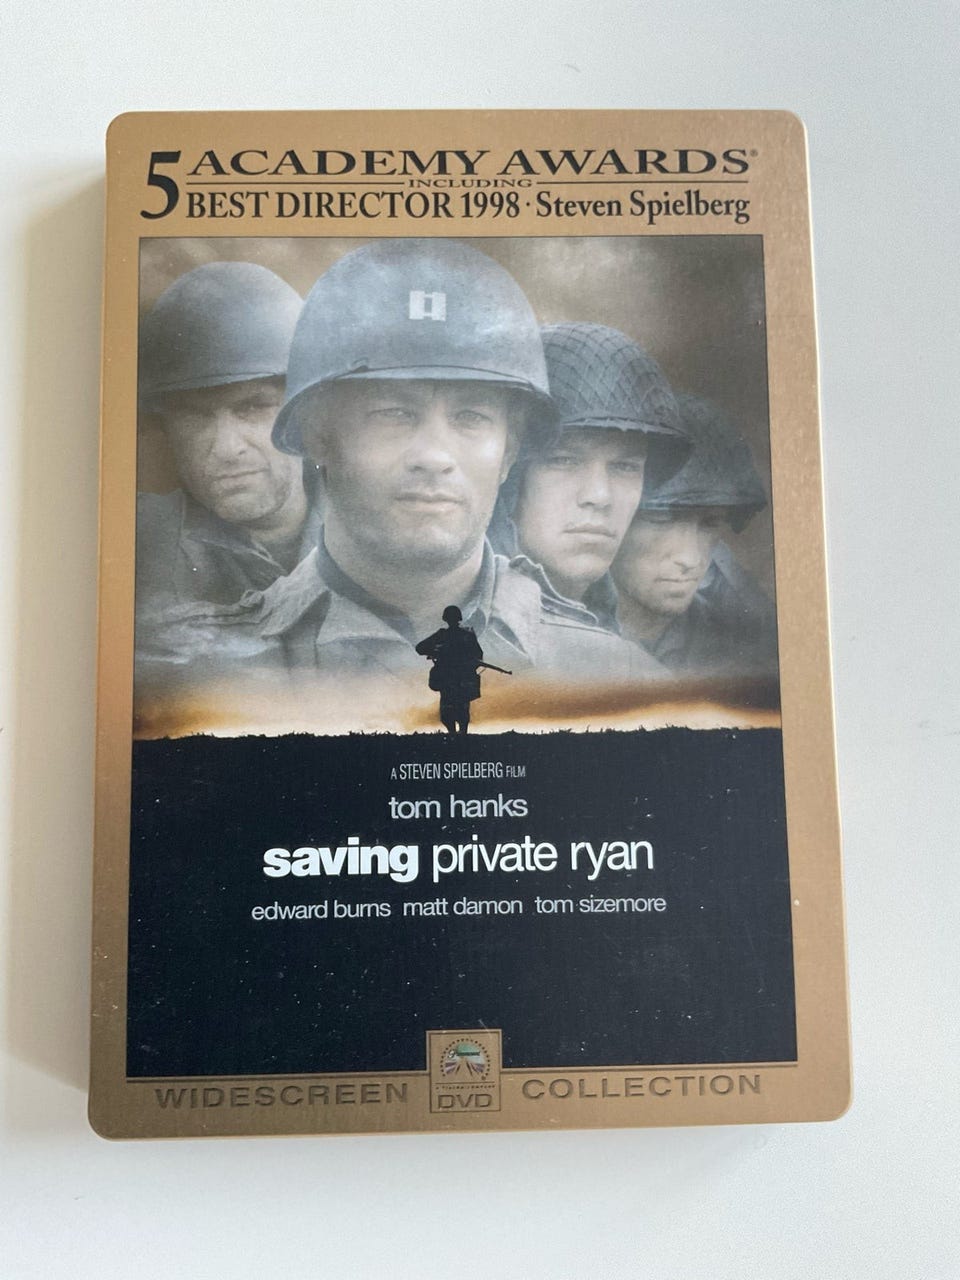 5 ACADEMY AWARDS®
INCLUDING
BEST DIRECTOR 1998 · Steven Spielberg
A STEVEN SPIELBERG FILM
tom hanks
saving private ryan
edward burns matt damon tom sizemore
Paramount
WIDESCREEN DVD COLLECTION